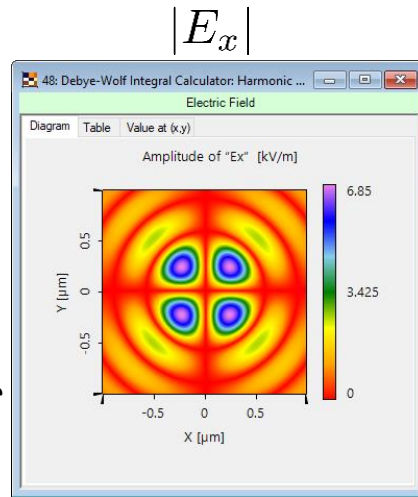 |E_x|
48: Debye-Wolf Integral Calculator: Harmonic ...
Electric Field
Diagram Table Value at (x,y)
Amplitude of "Ex" [kV/m]
6.85
3.425
0
Y [µm]
0.5
0
-0.5
-0.5 0 0.5
X [µm]